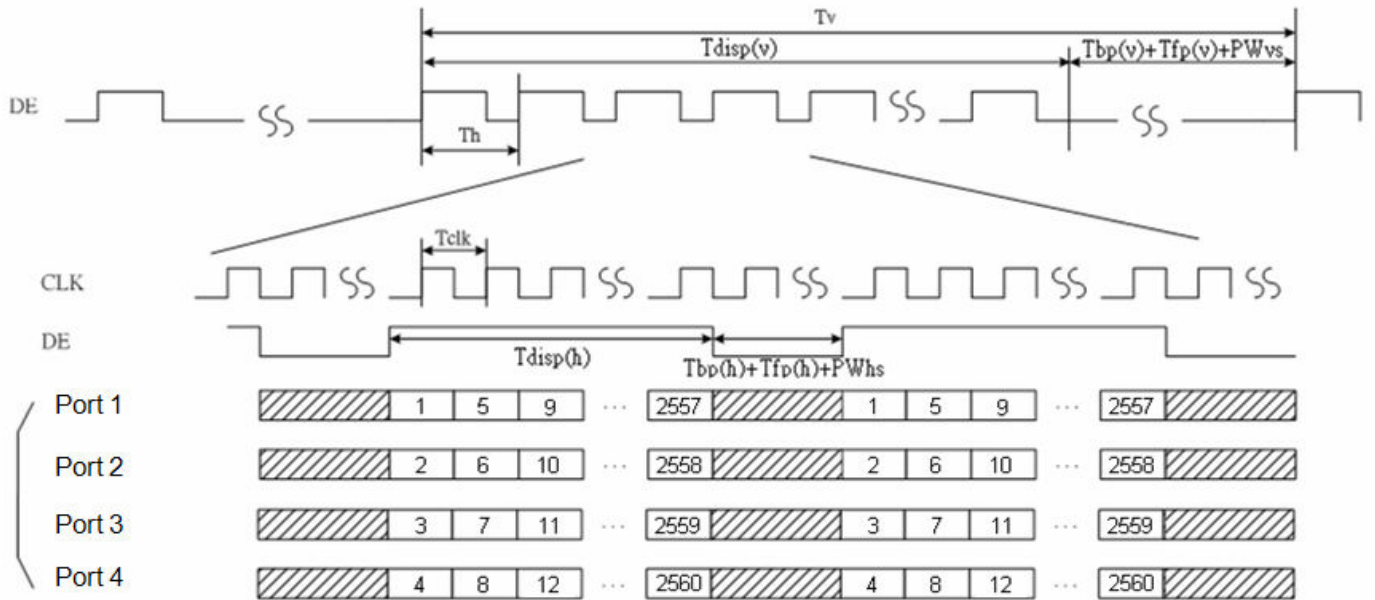 Tv
Tdisp(v) Tbp(v)+Tfp(v)+PWvs
DE
Th
Tclk
CLK
DE
Tdisp(h) Tbp(h)+Tfp(h)+PWhs
Port 1 1 5 9 ... 2557 1 5 9 ... 2557
Port 2 2 6 10 ... 2558 2 6 10 ... 2558
Port 3 3 7 11 ... 2559 3 7 11 ... 2559
Port 4 4 8 12 ... 2560 4 8 12 ... 2560